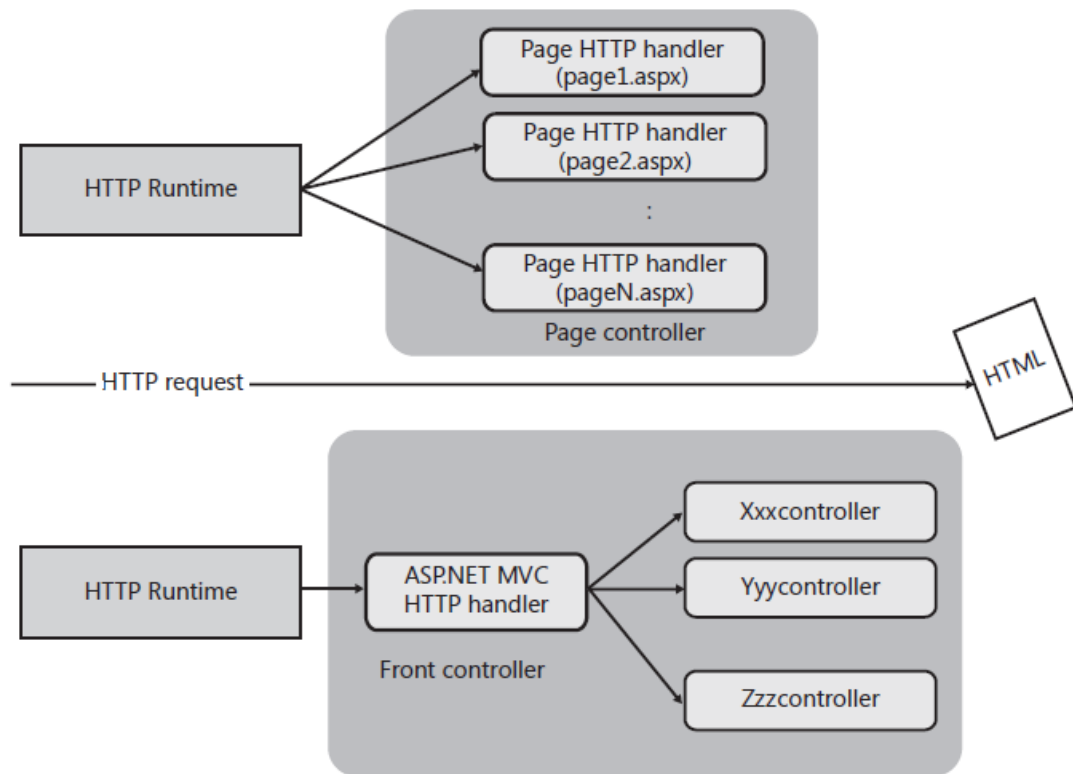 Page HTTP handler
(page1.aspx)
Page HTTP handler
(page2.aspx)
HTTP Runtime
:
Page HTTP handler
(pageN.aspx)
Page controller
HTTP request
HTML
Xxxcontroller
HTTP Runtime
ASP.NET MVC
HTTP handler
Yyycontroller
Front controller
Zzzcontroller